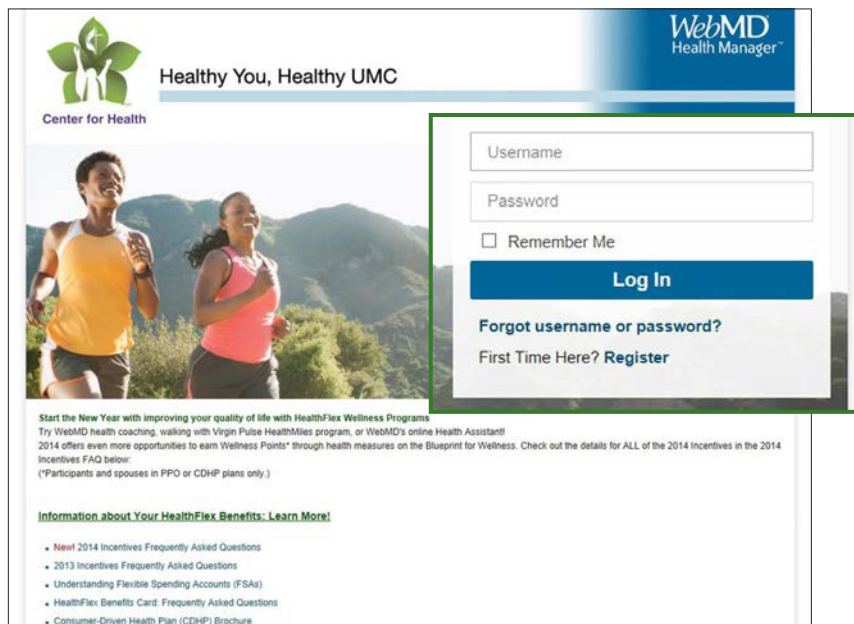 WebMD
Health Manager™
Healthy You, Healthy UMC
Center for Health
Username
Password
Remember Me
Log In
Forgot username or password?
First Time Here? Register
Start the New Year with improving your quality of life with HealthFlex Wellness Programs
Try WebMD health coaching, walking with Virgin Pulse HealthMiles program, or WebMD's online Health Assistant!
2014 offers even more opportunities to earn Wellness Points* through health measures on the Blueprint for Wellness. Check out the details for ALL of the 2014 Incentives in the 2014
Incentives FAQ below:
(*Participants and spouses in PPO or CDHP plans only.)
Information about Your HealthFlex Benefits: Learn More!
New! 2014 Incentives Frequently Asked Questions
2013 Incentives Frequently Asked Questions
Understanding Flexible Spending Accounts (FSAs)
HealthFlex Benefits Card: Frequently Asked Questions
Consumer-Driven Health Plan (CDHP) Brochure